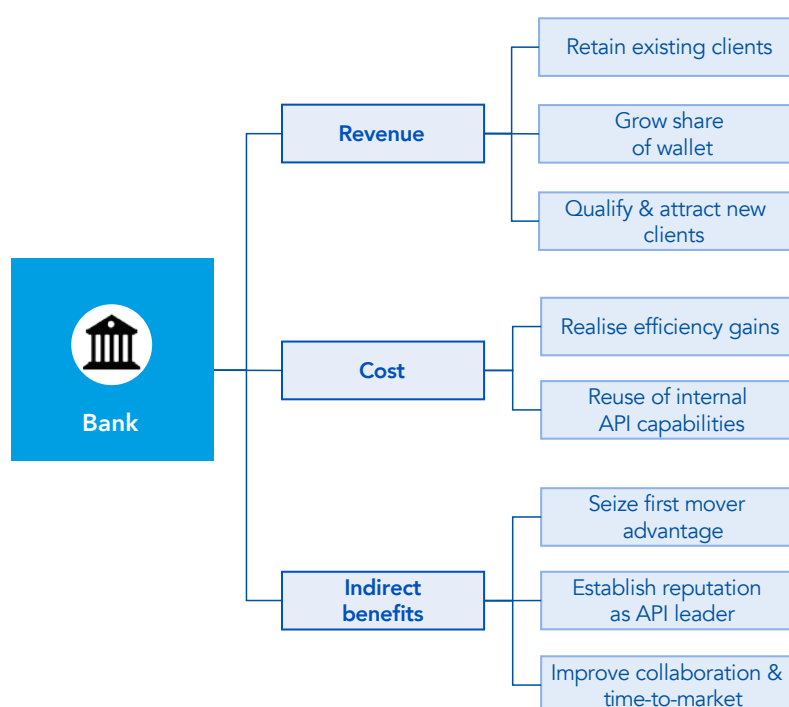 Retain existing clients
Revenue
Grow share
of wallet
Qualify & attract new
clients
Bank
Cost
Realise efficiency gains
Reuse of internal
API capabilities
Indirect
benefits
Seize first mover
advantage
Establish reputation
as API leader
Improve collaboration &
time-to-market